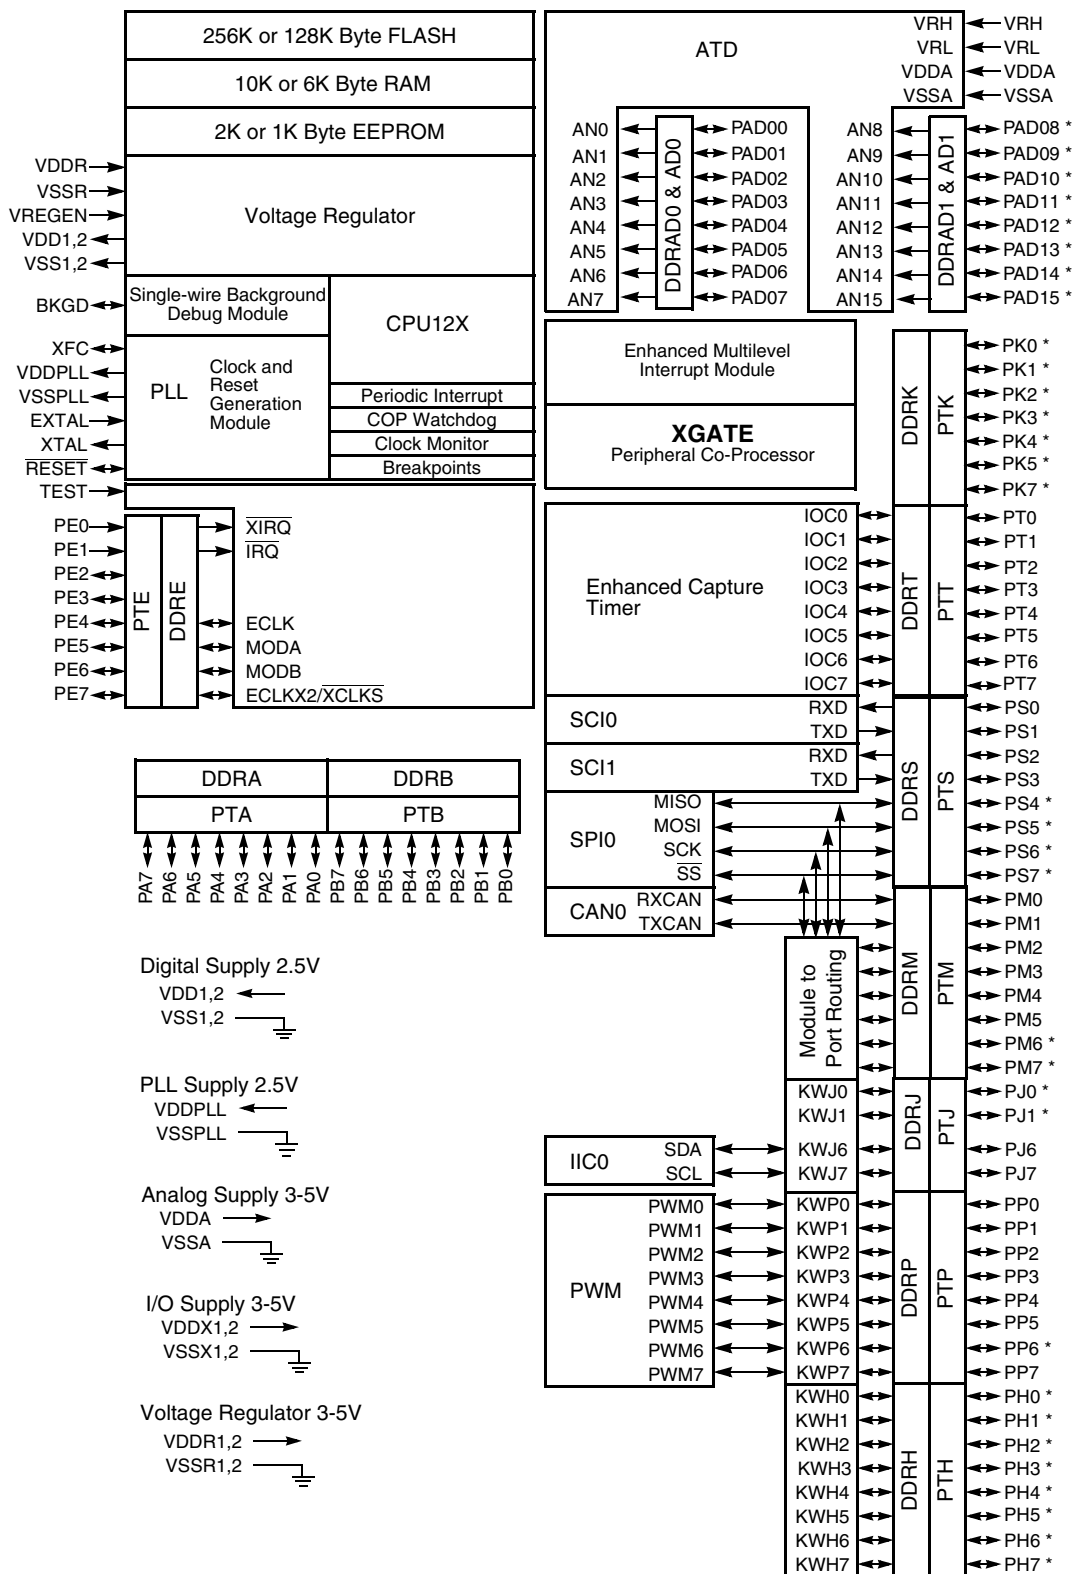 256K or 128K Byte FLASH
10K or 6K Byte RAM
2K or 1K Byte EEPROM
VDDR
VSSR
VREGEN
VDD1,2
VSS1,2
Voltage Regulator
BKGD
Single-wire Background
Debug Module
CPU12X
XFC
VDDPLL
VSSPLL
EXTAL
XTAL
RESET
TEST
PLL
Clock and
Reset
Generation
Module
Periodic Interrupt
COP Watchdog
Clock Monitor
Breakpoints
PE0
PE1
PE2
PE3
PE4
PE5
PE6
PE7
PTE
DDRE
XIRQ
IRQ
ECLK
MODA
MODB
ECLKX2/XCLKS
DDRA
DDRB
PTA
PTB
PA7
PA6
PA5
PA4
PA3
PA2
PA1
PA0
PB7
PB6
PB5
PB4
PB3
PB2
PB1
PB0
Digital Supply 2.5V
VDD1,2
VSS1,2
PLL Supply 2.5V
VDDPLL
VSSPLL
Analog Supply 3-5V
VDDA
VSSA
I/O Supply 3-5V
VDDX1,2
VSSX1,2
Voltage Regulator 3-5V
VDDR1,2
VSSR1,2
ATD
VRH VRH
VRL VRL
VDDA VDDA
VSSA VSSA
AN0
AN1
AN2
AN3
AN4
AN5
AN6
AN7
DDRAD0 & AD0
PAD00
PAD01
PAD02
PAD03
PAD04
PAD05
PAD06
PAD07
AN8
AN9
AN10
AN11
AN12
AN13
AN14
AN15
DDRAD1 & AD1
PAD08 *
PAD09 *
PAD10 *
PAD11 *
PAD12 *
PAD13 *
PAD14 *
PAD15 *
Enhanced Multilevel
Interrupt Module
XGATE
Peripheral Co-Processor
DDRK
PTK
PK0 *
PK1 *
PK2 *
PK3 *
PK4 *
PK5 *
PK7 *
Enhanced Capture
Timer
IOC0
IOC1
IOC2
IOC3
IOC4
IOC5
IOC6
IOC7
DDRT
PTT
PT0
PT1
PT2
PT3
PT4
PT5
PT6
PT7
SCI0
RXD
TXD
SCI1
RXD
TXD
SPI0
MISO
MOSI
SCK
SS
DDRS
PTS
PS0
PS1
PS2
PS3
PS4 *
PS5 *
PS6 *
PS7 *
CAN0
RXCAN
TXCAN
Module to
Port Routing
DDRM
PTM
PM0
PM1
PM2
PM3
PM4
PM5
PM6 *
PM7 *
KWJ0
KWJ1
KWJ6
KWJ7
DDRJ
PTJ
PJ0 *
PJ1 *
PJ6
PJ7
IIC0
SDA
SCL
PWM
PWM0
PWM1
PWM2
PWM3
PWM4
PWM5
PWM6
PWM7
KWP0
KWP1
KWP2
KWP3
KWP4
KWP5
KWP6
KWP7
DDRP
PTP
PP0
PP1
PP2
PP3
PP4
PP5
PP6 *
PP7
KWH0
KWH1
KWH2
KWH3
KWH4
KWH5
KWH6
KWH7
DDRH
PTH
PH0 *
PH1 *
PH2 *
PH3 *
PH4 *
PH5 *
PH6 *
PH7 *